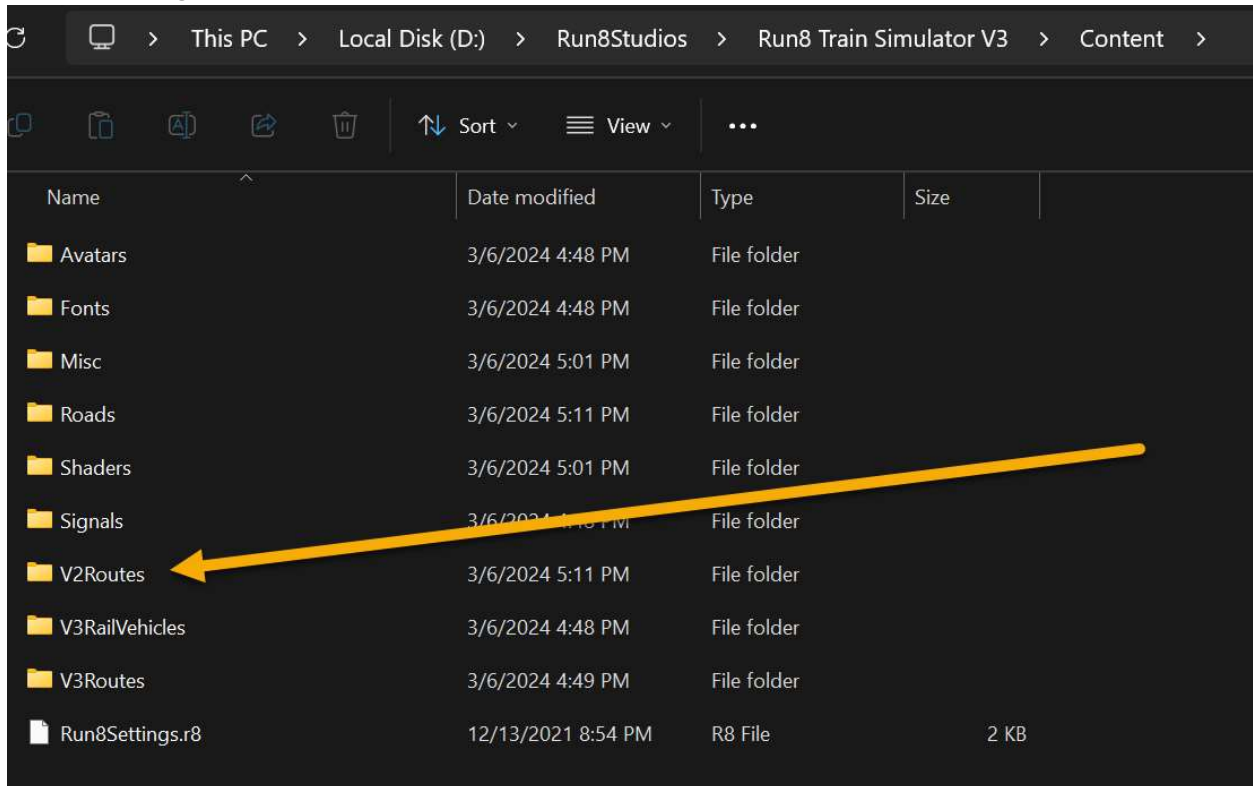 This PC > Local Disk (D:) > Run8Studios > Run8 Train Simulator V3 > Content >
Sort View •••
Name Date modified Type Size
Avatars 3/6/2024 4:48 PM File folder
Fonts 3/6/2024 4:48 PM File folder
Misc 3/6/2024 5:01 PM File folder
Roads 3/6/2024 5:11 PM File folder
Shaders 3/6/2024 5:01 PM File folder
Signals File folder
V2Routes 3/6/2024 5:11 PM File folder
V3RailVehicles 3/6/2024 4:48 PM File folder
V3Routes 3/6/2024 4:49 PM File folder
Run8Settings.r8 12/13/2021 8:54 PM R8 File 2 KB